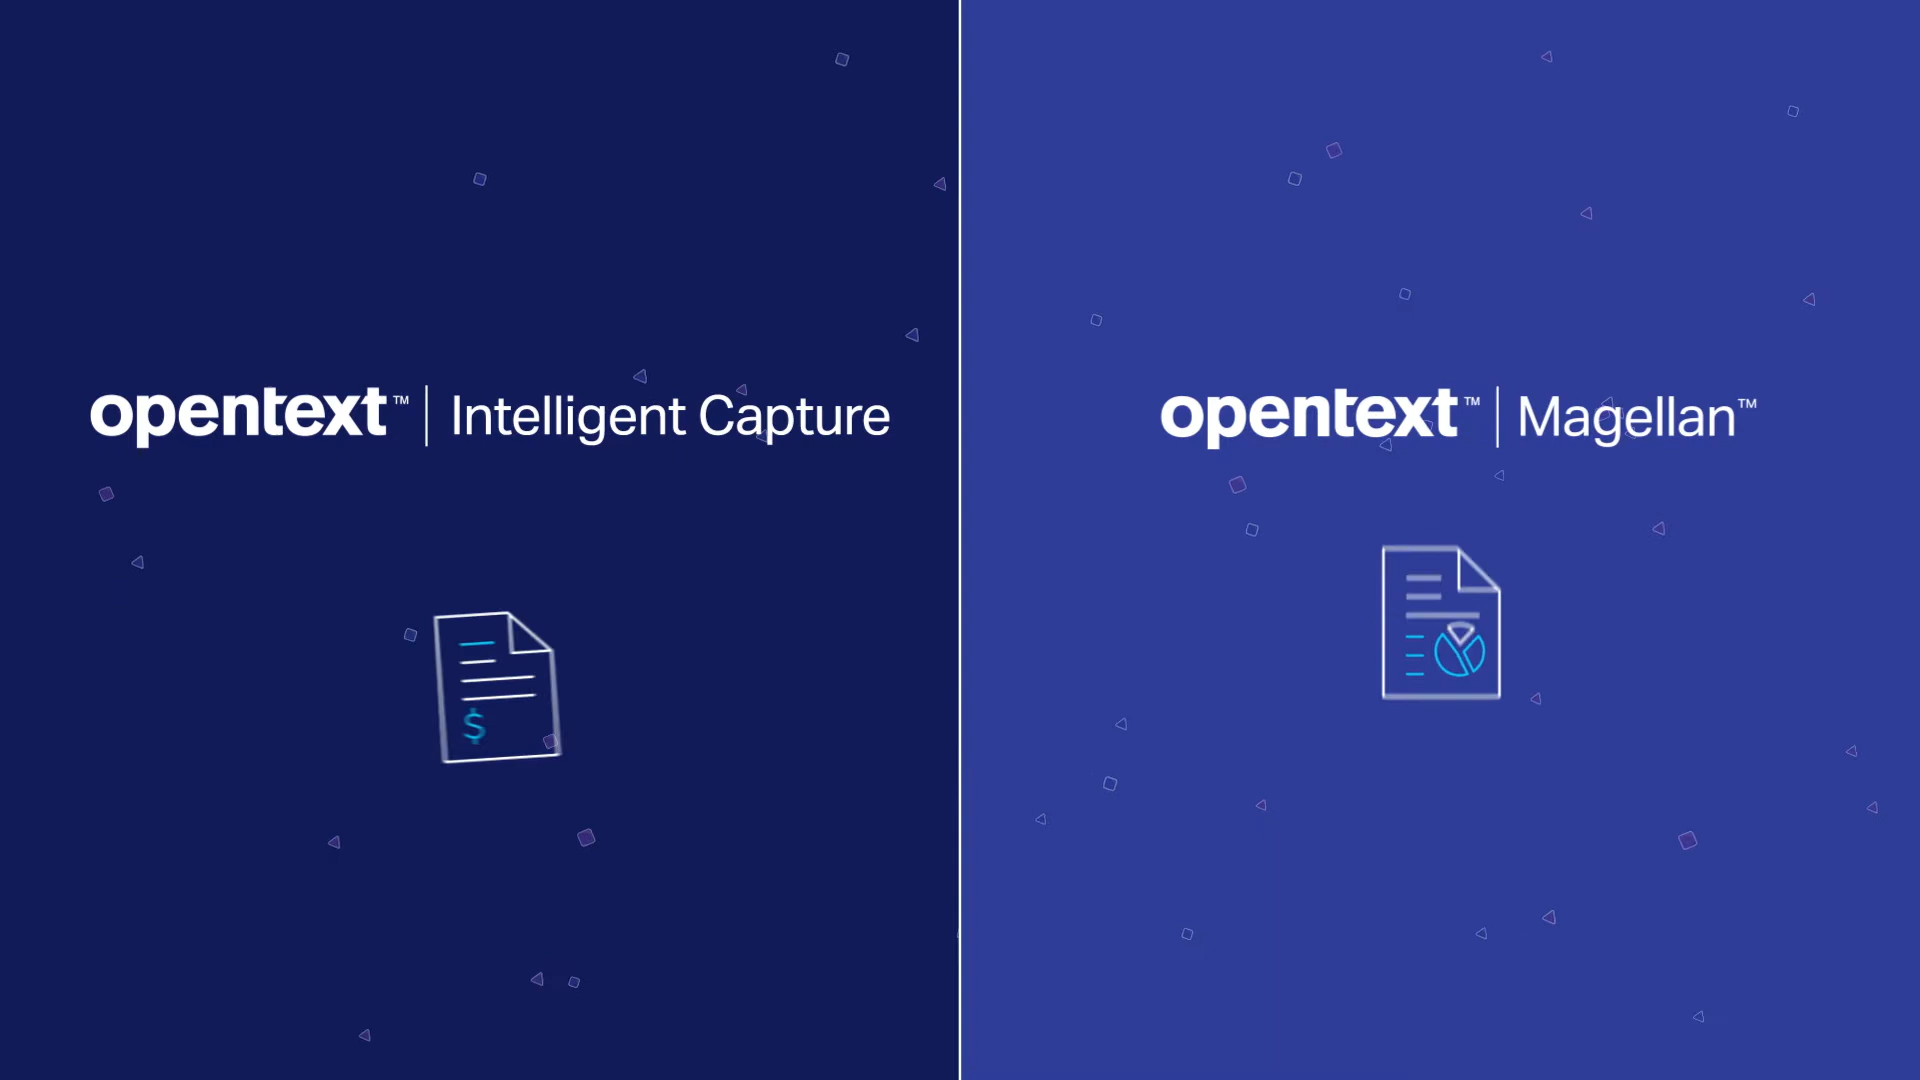 opentext™ | Intelligent Capture
$
opentext™ | Magellan™